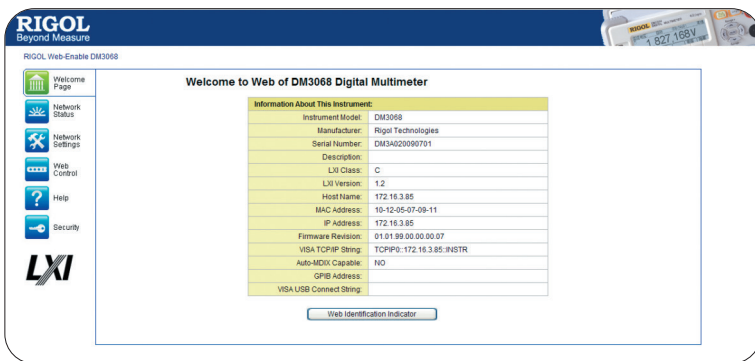 RIGOL
Beyond Measure
RIGOL
1.827,168V
RIGOL Web-Enable DM3068
Welcome Page
Network Status
Network Settings
Web Control
Help
Security
LXI
Welcome to Web of DM3068 Digital Multimeter
Information About This Instrument:
Instrument Model: DM3068
Manufacturer: Rigol Technologies
Serial Number: DM3A020090701
Description:
LXI Class: C
LXI Version: 1.2
Host Name: 172.16.3.85
MAC Address: 10-12-05-07-09-11
IP Address: 172.16.3.85
Firmware Revision: 01.01.99.00.00.00.07
VISA TCP/IP String: TCPIP0::172.16.3.85::INSTR
Auto-MDIX Capable: NO
GPIB Address:
VISA USB Connect String:
Web Identification Indicator